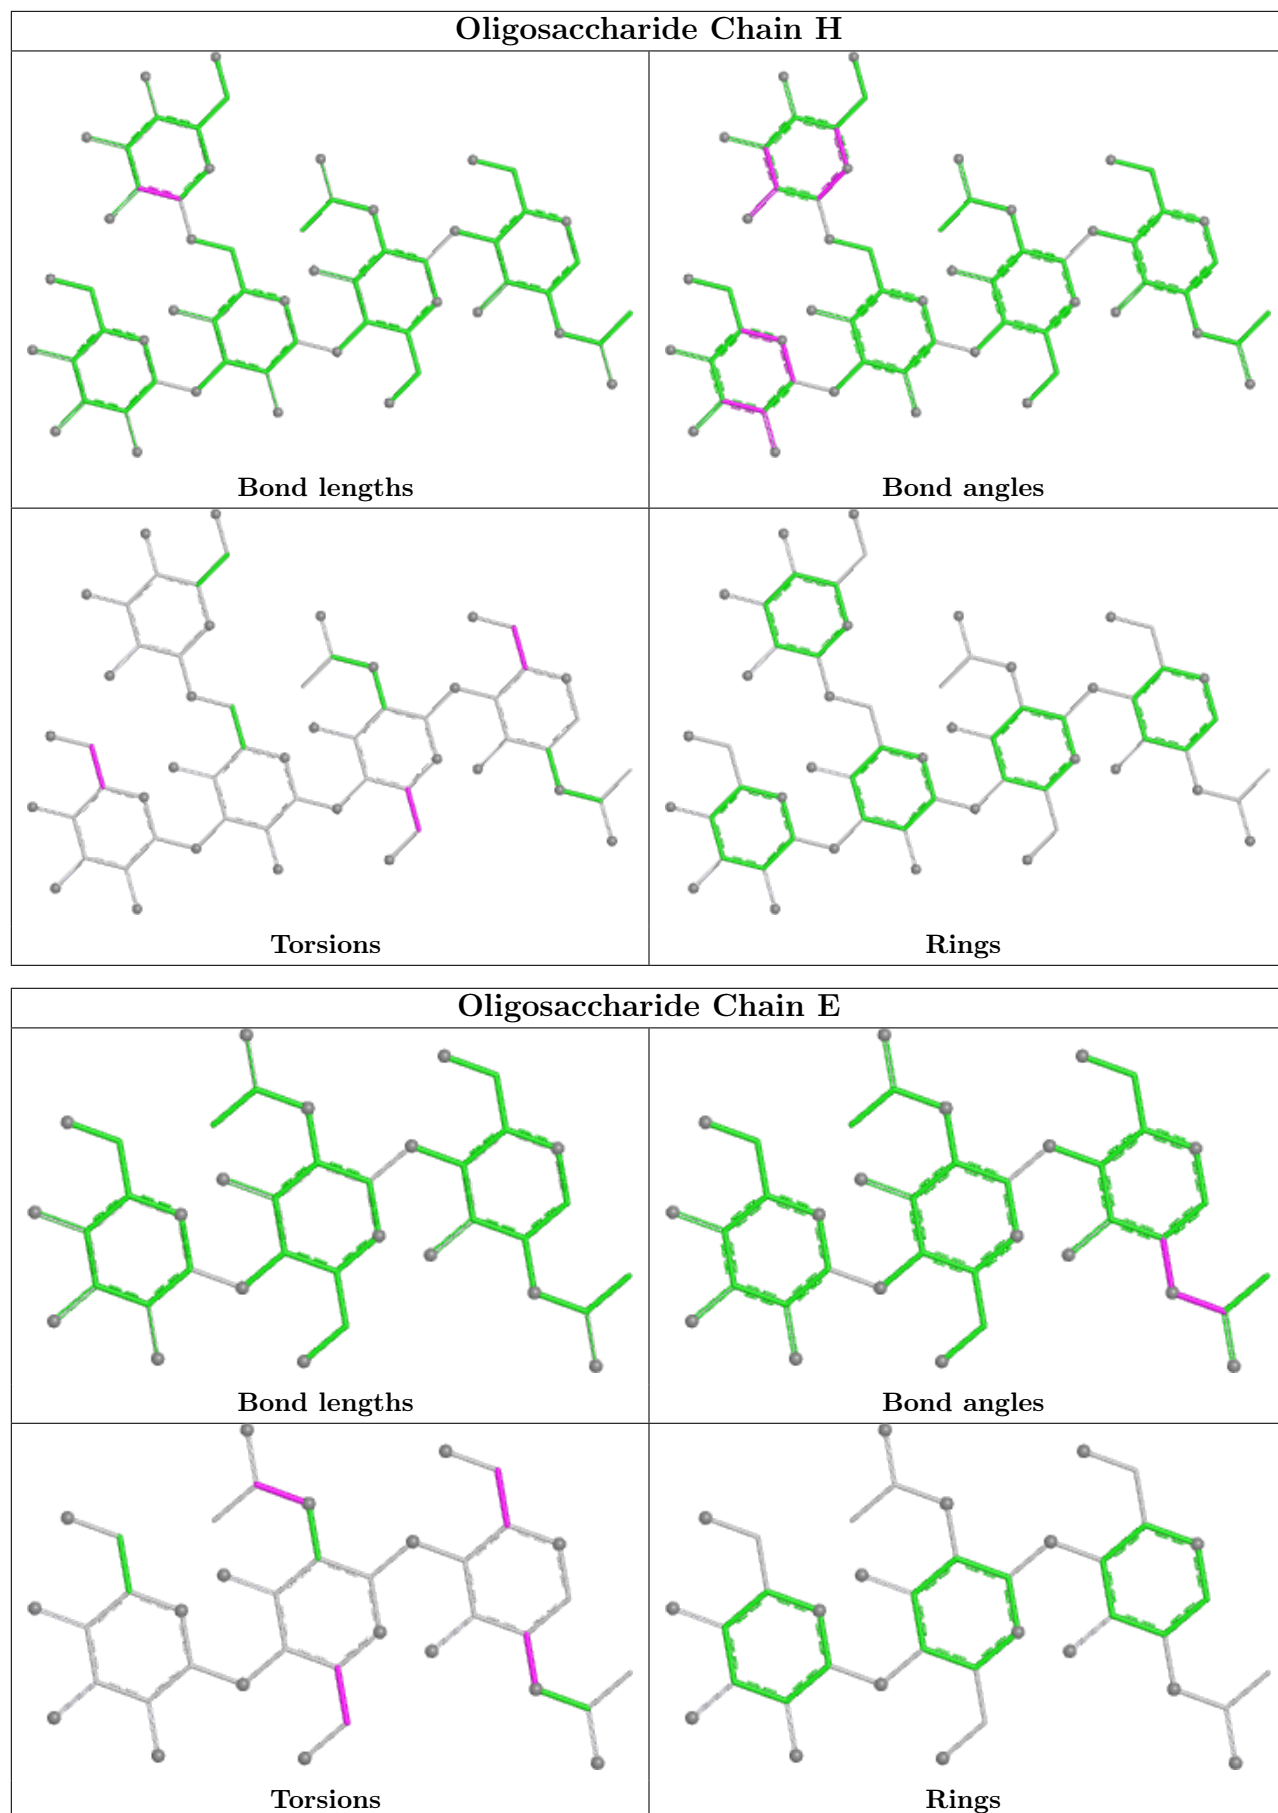 Oligosaccharide Chain H
Bond lengths
Bond angles
Torsions
Rings
Oligosaccharide Chain E
Bond lengths
Bond angles
Torsions
Rings